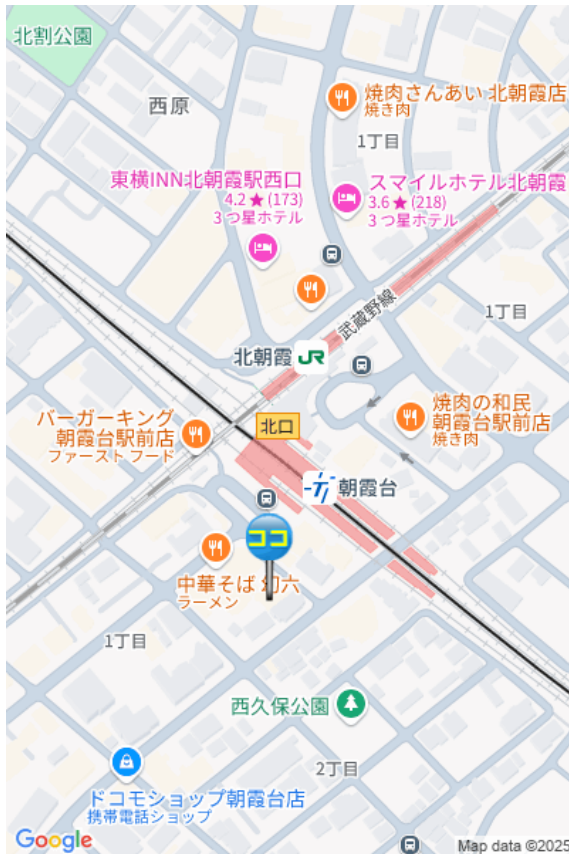 北割公園
西原
焼肉さんあい 北朝霞店
焼き肉
1丁目
東横INN北朝霞駅西口
4.2★(173)
3 つ星ホテル
スマイルホテル北朝霞
3.6★(218)
3 つ星ホテル
1丁目
武蔵野線
北朝霞
JR
バーガーキング
朝霞台駅前店
ファースト フード
北口
焼肉の和民
朝霞台駅前店
焼き肉
朝霞台
ココ
中華そば 幻六
ラーメン
1丁目
西久保公園
2丁目
ドコモショップ朝霞台店
携帯電話ショップ
Google
Map data ©2025